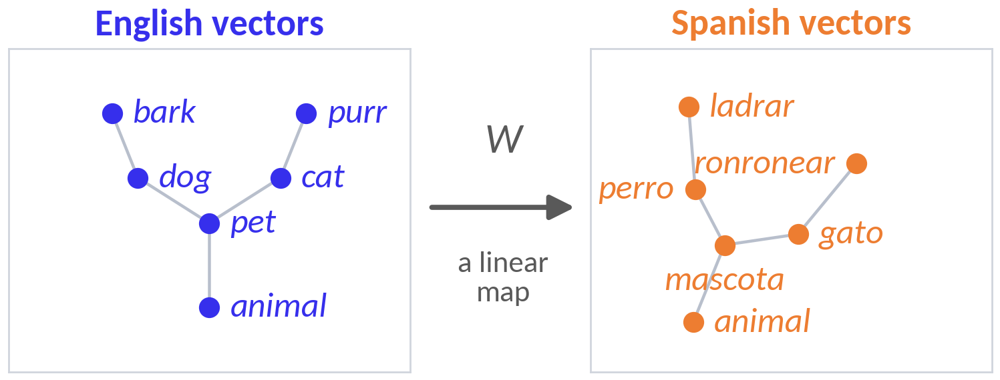 English vectors
bark
purr
dog
cat
pet
animal
W
a linear
map
Spanish vectors
ladrar
ronronear
perro
gato
mascota
animal